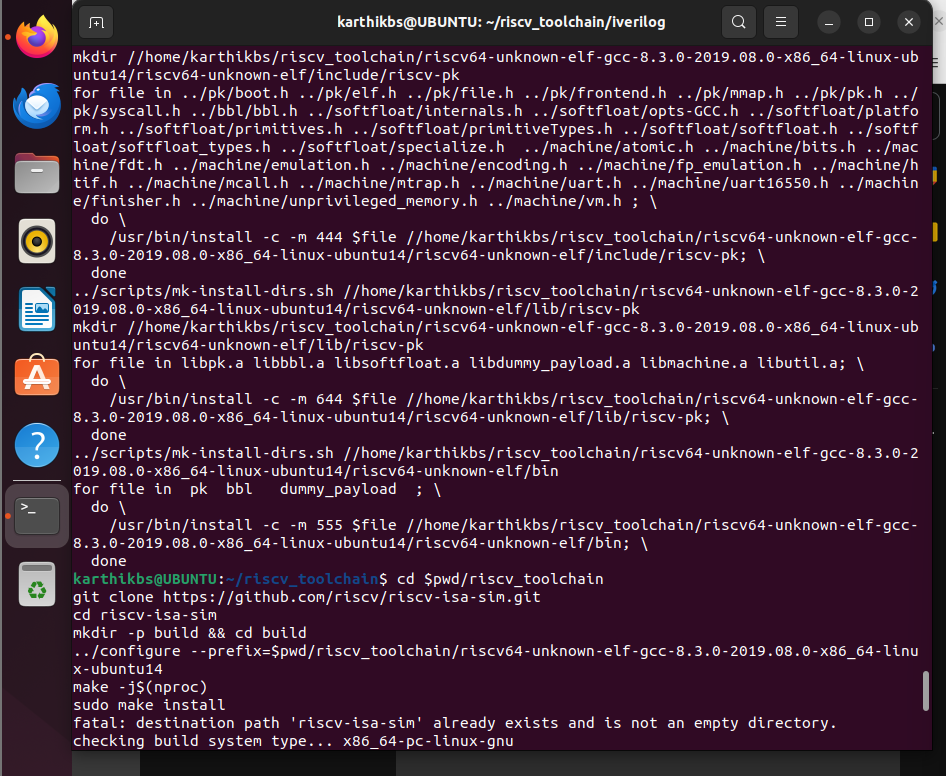 karthikbs@UBUNTU: ~/riscv_toolchain/iverilog
mkdir //home/karthikbs/riscv_toolchain/riscv64-unknown-elf-gcc-8.3.0-2019.08.0-x86_64-linux-ub
untu14/riscv64-unknown-elf/include/riscv-pk
for file in ../pk/boot.h ../pk/elf.h ../pk/file.h ../pk/frontend.h ../pk/mmap.h ../pk/pk.h ../
pk/syscall.h ../bbl/bbl.h ../softfloat/internals.h ../softfloat/opts-GCC.h ../softfloat/platfo
rm.h ../softfloat/primitives.h ../softfloat/primitiveTypes.h ../softfloat/softfloat.h ../softf
loat/softfloat_types.h ../softfloat/specialize.h  ../machine/atomic.h ../machine/bits.h ../mac
hine/fdt.h ../machine/emulation.h ../machine/encoding.h ../machine/fp_emulation.h ../machine/h
tif.h ../machine/mcall.h ../machine/mtrap.h ../machine/uart.h ../machine/uart16550.h ../machin
e/finisher.h ../machine/unprivileged_memory.h ../machine/vm.h ; \
  do \
    /usr/bin/install -c -m 444 $file //home/karthikbs/riscv_toolchain/riscv64-unknown-elf-gcc-
8.3.0-2019.08.0-x86_64-linux-ubuntu14/riscv64-unknown-elf/include/riscv-pk; \
  done
../scripts/mk-install-dirs.sh //home/karthikbs/riscv_toolchain/riscv64-unknown-elf-gcc-8.3.0-2
019.08.0-x86_64-linux-ubuntu14/riscv64-unknown-elf/lib/riscv-pk
mkdir //home/karthikbs/riscv_toolchain/riscv64-unknown-elf-gcc-8.3.0-2019.08.0-x86_64-linux-ub
untu14/riscv64-unknown-elf/lib/riscv-pk
for file in libpk.a libbbl.a libsoftfloat.a libdummy_payload.a libmachine.a libutil.a; \
  do \
    /usr/bin/install -c -m 644 $file //home/karthikbs/riscv_toolchain/riscv64-unknown-elf-gcc-
8.3.0-2019.08.0-x86_64-linux-ubuntu14/riscv64-unknown-elf/lib/riscv-pk; \
  done
../scripts/mk-install-dirs.sh //home/karthikbs/riscv_toolchain/riscv64-unknown-elf-gcc-8.3.0-2
019.08.0-x86_64-linux-ubuntu14/riscv64-unknown-elf/bin
for file in  pk  bbl   dummy_payload  ; \
  do \
    /usr/bin/install -c -m 555 $file //home/karthikbs/riscv_toolchain/riscv64-unknown-elf-gcc-
8.3.0-2019.08.0-x86_64-linux-ubuntu14/riscv64-unknown-elf/bin; \
  done
karthikbs@UBUNTU:~/riscv_toolchain$ cd $pwd/riscv_toolchain
git clone https://github.com/riscv/riscv-isa-sim.git
cd riscv-isa-sim
mkdir -p build && cd build
../configure --prefix=$pwd/riscv_toolchain/riscv64-unknown-elf-gcc-8.3.0-2019.08.0-x86_64-linu
x-ubuntu14
make -j$(nproc)
sudo make install
fatal: destination path 'riscv-isa-sim' already exists and is not an empty directory.
checking build system type... x86_64-pc-linux-gnu